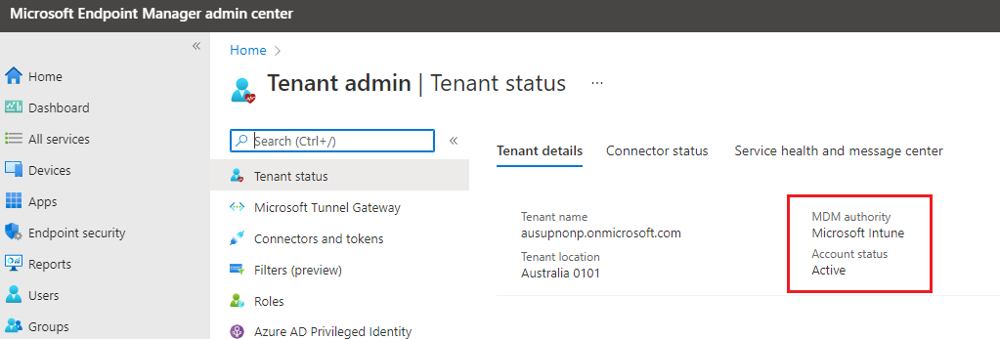 Microsoft Endpoint Manager admin center
«
Home
Dashboard
All services
Devices
Apps
Endpoint security
Reports
Users
Groups
Home >
Tenant admin | Tenant status ...
Search (Ctrl+/) «
Tenant status
Microsoft Tunnel Gateway
Connectors and tokens
Filters (preview)
Roles
Azure AD Privileged Identity
Tenant details Connector status Service health and message center
Tenant name
ausupnonp.onmicrosoft.com
Tenant location
Australia 0101
MDM authority
Microsoft Intune
Account status
Active